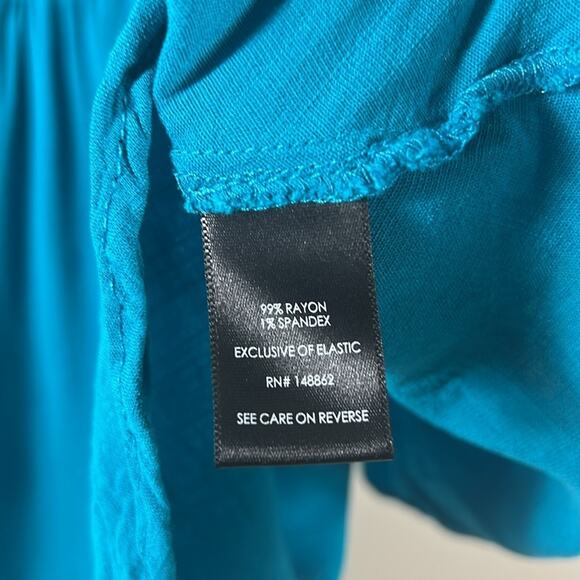 99% RAYON
1% SPANDEX
EXCLUSIVE OF ELASTIC
RN# 148862
SEE CARE ON REVERSE